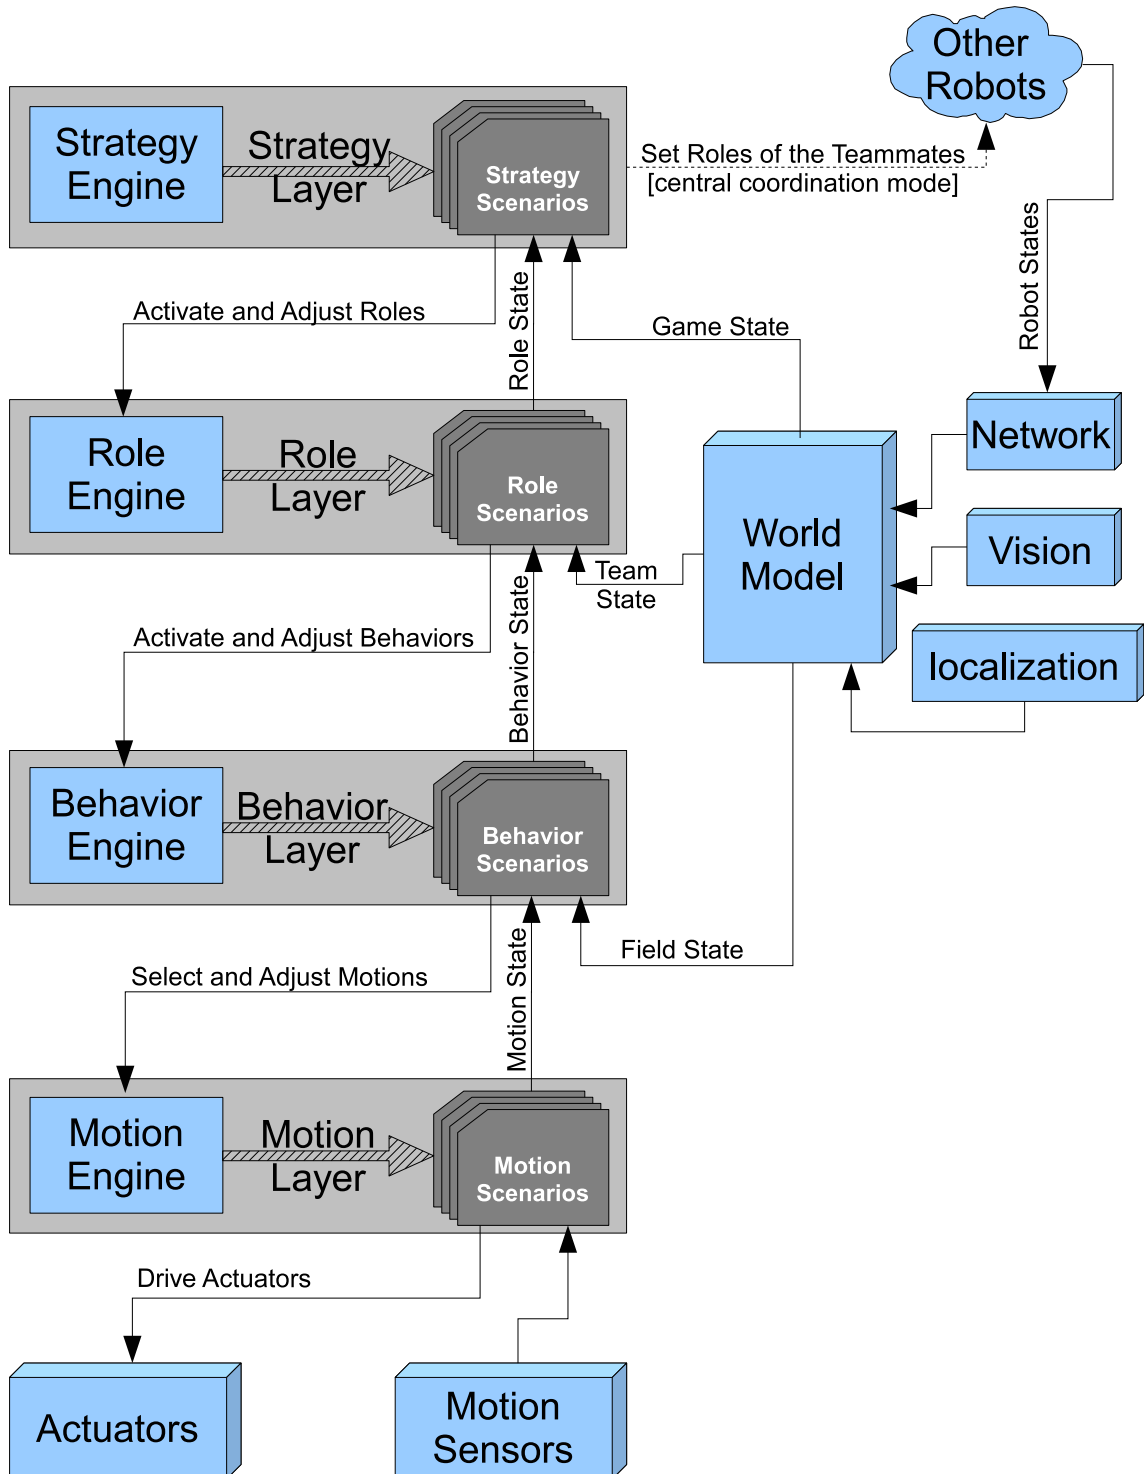 Other
Robots
Strategy
Engine
Strategy
Layer
Strategy
Scenarios
Set Roles of the Teammates
[central coordination mode]
Robot States
Activate and Adjust Roles
Role State
Game State
Role
Engine
Role
Layer
Role
Scenarios
Network
World
Model
Vision
Team
State
localization
Activate and Adjust Behaviors
Behavior State
Behavior
Engine
Behavior
Layer
Behavior
Scenarios
Field State
Select and Adjust Motions
Motion State
Motion
Engine
Motion
Layer
Motion
Scenarios
Drive Actuators
Actuators
Motion
Sensors